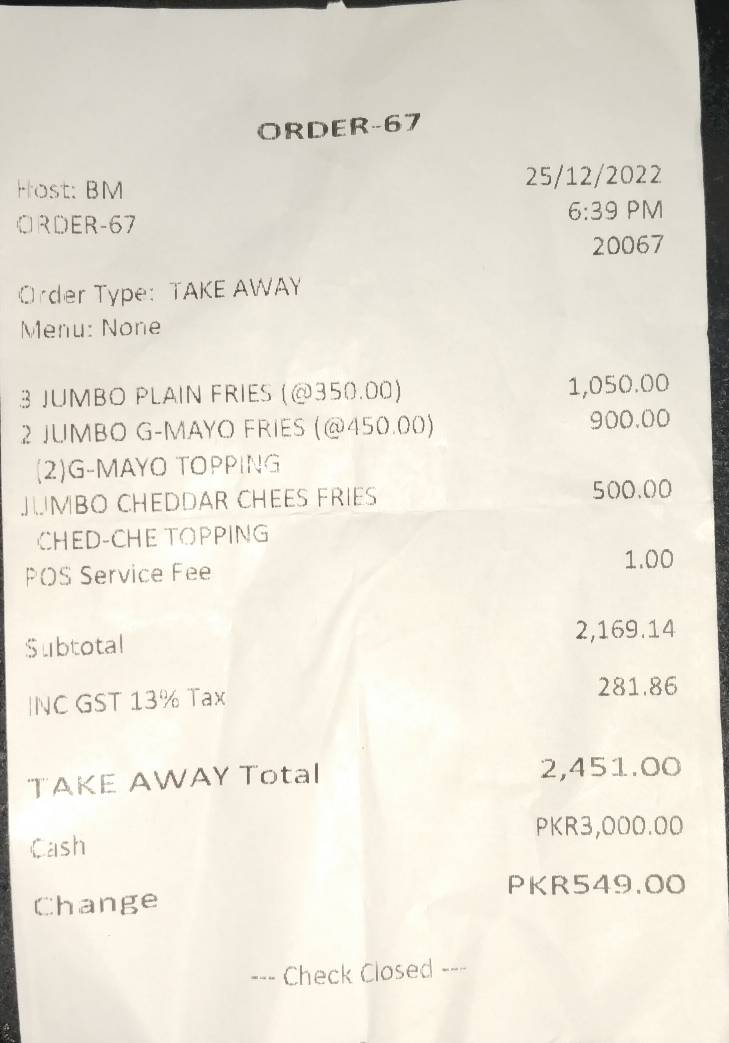 ORDER-67
Host: BM 25/12/2022
ORDER-67 6:39 PM
20067
Order Type: TAKE AWAY
Menu: None
3 JUMBO PLAIN FRIES (@350.00) 1,050.00
2 JUMBO G-MAYO FRIES (@450.00) 900.00
(2)G-MAYO TOPPING
JUMBO CHEDDAR CHEES FRIES 500.00
CHED-CHE TOPPING
POS Service Fee 1.00
Subtotal 2,169.14
INC GST 13% Tax 281.86
TAKE AWAY Total 2,451.00
Cash PKR3,000.00
Change PKR549.00
--- Check Closed ---